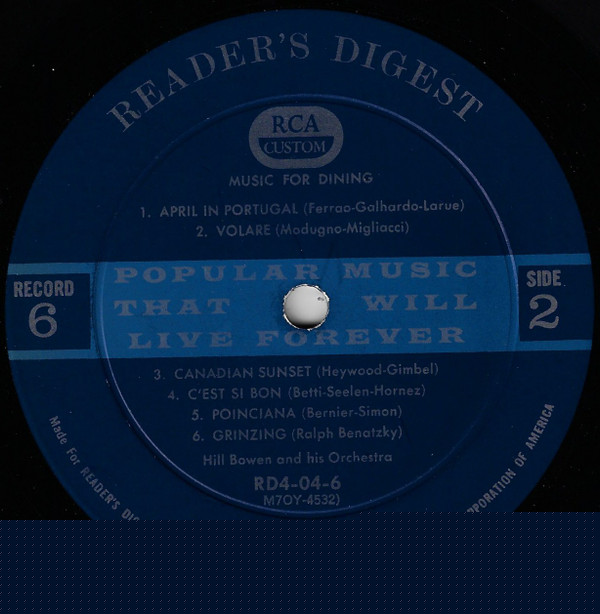 READER'S DIGEST
RCA
CUSTOM
MUSIC FOR DINING
1. APRIL IN PORTUGAL (Ferrao-Galhardo-Larue)
2. VOLARE (Modugno-Migliacci)
RECORD
6
POPULAR MUSIC
THAT WILL
LIVE FOREVER
SIDE
2
3. CANADIAN SUNSET (Heywood-Gimbel)
4. C'EST SI BON (Betti-Seelen-Hornez)
5. POINCIANA (Bernier-Simon)
6. GRINZING (Ralph Benatzky)
Hill Bowen and his Orchestra
RD4-04-6
M7OY-4532)
Made For READER'S DIG
RPORATION OF AMERICA